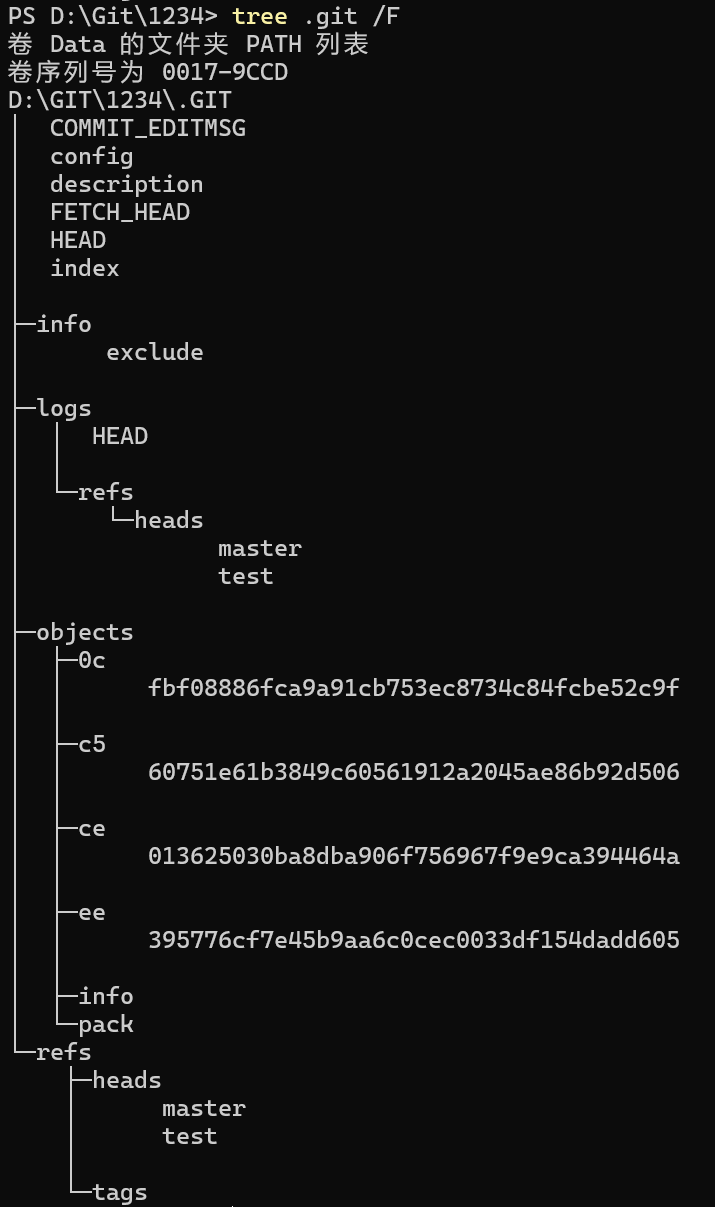 PS D:\Git\1234> tree .git /F
卷 Data 的文件夹 PATH 列表
卷序列号为 0017-9CCD
D:\GIT\1234\.GIT
│  COMMIT_EDITMSG
│  config
│  description
│  FETCH_HEAD
│  HEAD
│  index
│
├─info
│      exclude
│
├─logs
│  │  HEAD
│  │
│  └─refs
│      └─heads
│              master
│              test
│
├─objects
│  ├─0c
│  │      fbf08886fca9a91cb753ec8734c84fcbe52c9f
│  │
│  ├─c5
│  │      60751e61b3849c60561912a2045ae86b92d506
│  │
│  ├─ce
│  │      013625030ba8dba906f756967f9e9ca394464a
│  │
│  ├─ee
│  │      395776cf7e45b9aa6c0cec0033df154dadd605
│  │
│  ├─info
│  └─pack
└─refs
    ├─heads
    │      master
    │      test
    │
    └─tags